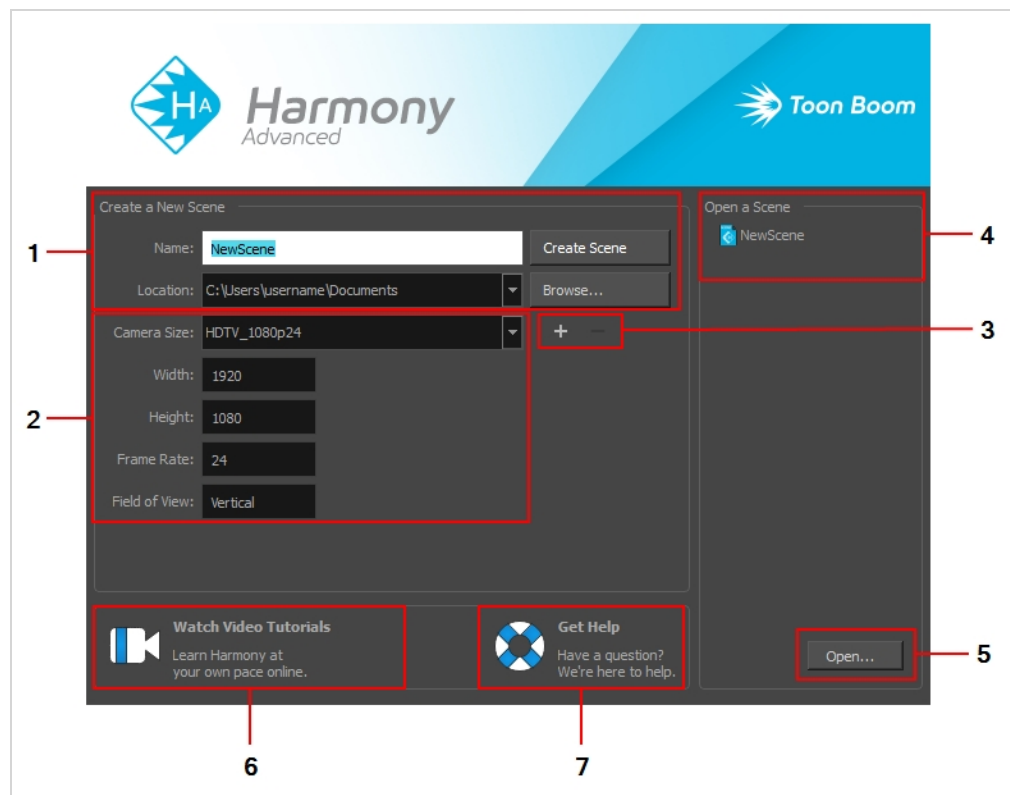 HA Harmony
Advanced
Toon Boom
Create a New Scene
Name: NewScene Create Scene
Location: C:\Users\username\Documents Browse...
Camera Size: HDTV_1080p24 + −
Width: 1920
Height: 1080
Frame Rate: 24
Field of View: Vertical
Open a Scene
NewScene
Open...
Watch Video Tutorials
Learn Harmony at
your own pace online.
Get Help
Have a question?
We're here to help.
1
2
3
4
5
6
7